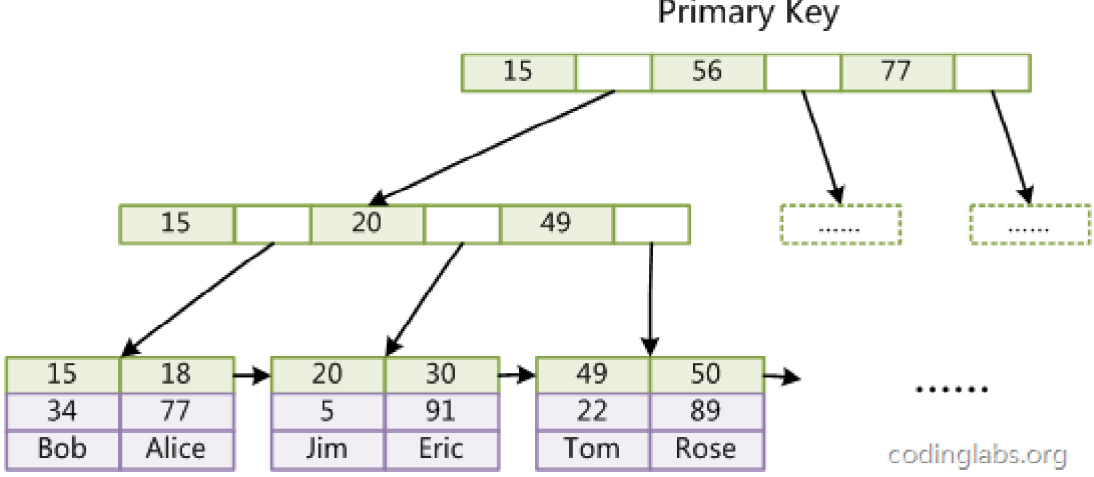 Primary Key
15 56 77
15 20 49 ...... ......
15 18 20 30 49 50
34 77 5 91 22 89 ......
Bob Alice Jim Eric Tom Rose
codinglabs.org